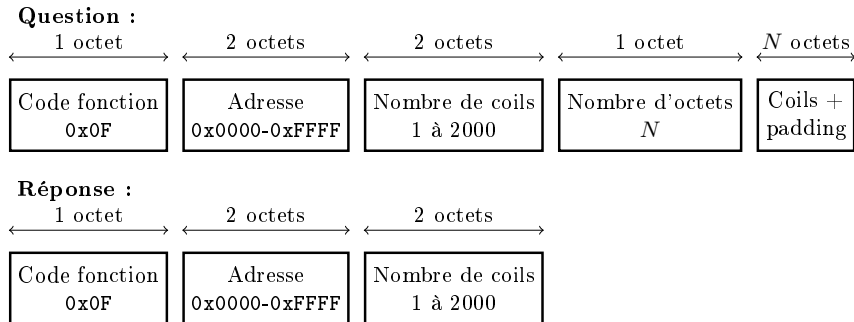 Question :
1 octet 2 octets 2 octets 1 octet N octets
Code fonction Adresse Nombre de coils Nombre d'octets Coils +
0x0F 0x0000-0xFFFF 1 à 2000 N padding
Réponse :
1 octet 2 octets 2 octets
Code fonction Adresse Nombre de coils
0x0F 0x0000-0xFFFF 1 à 2000